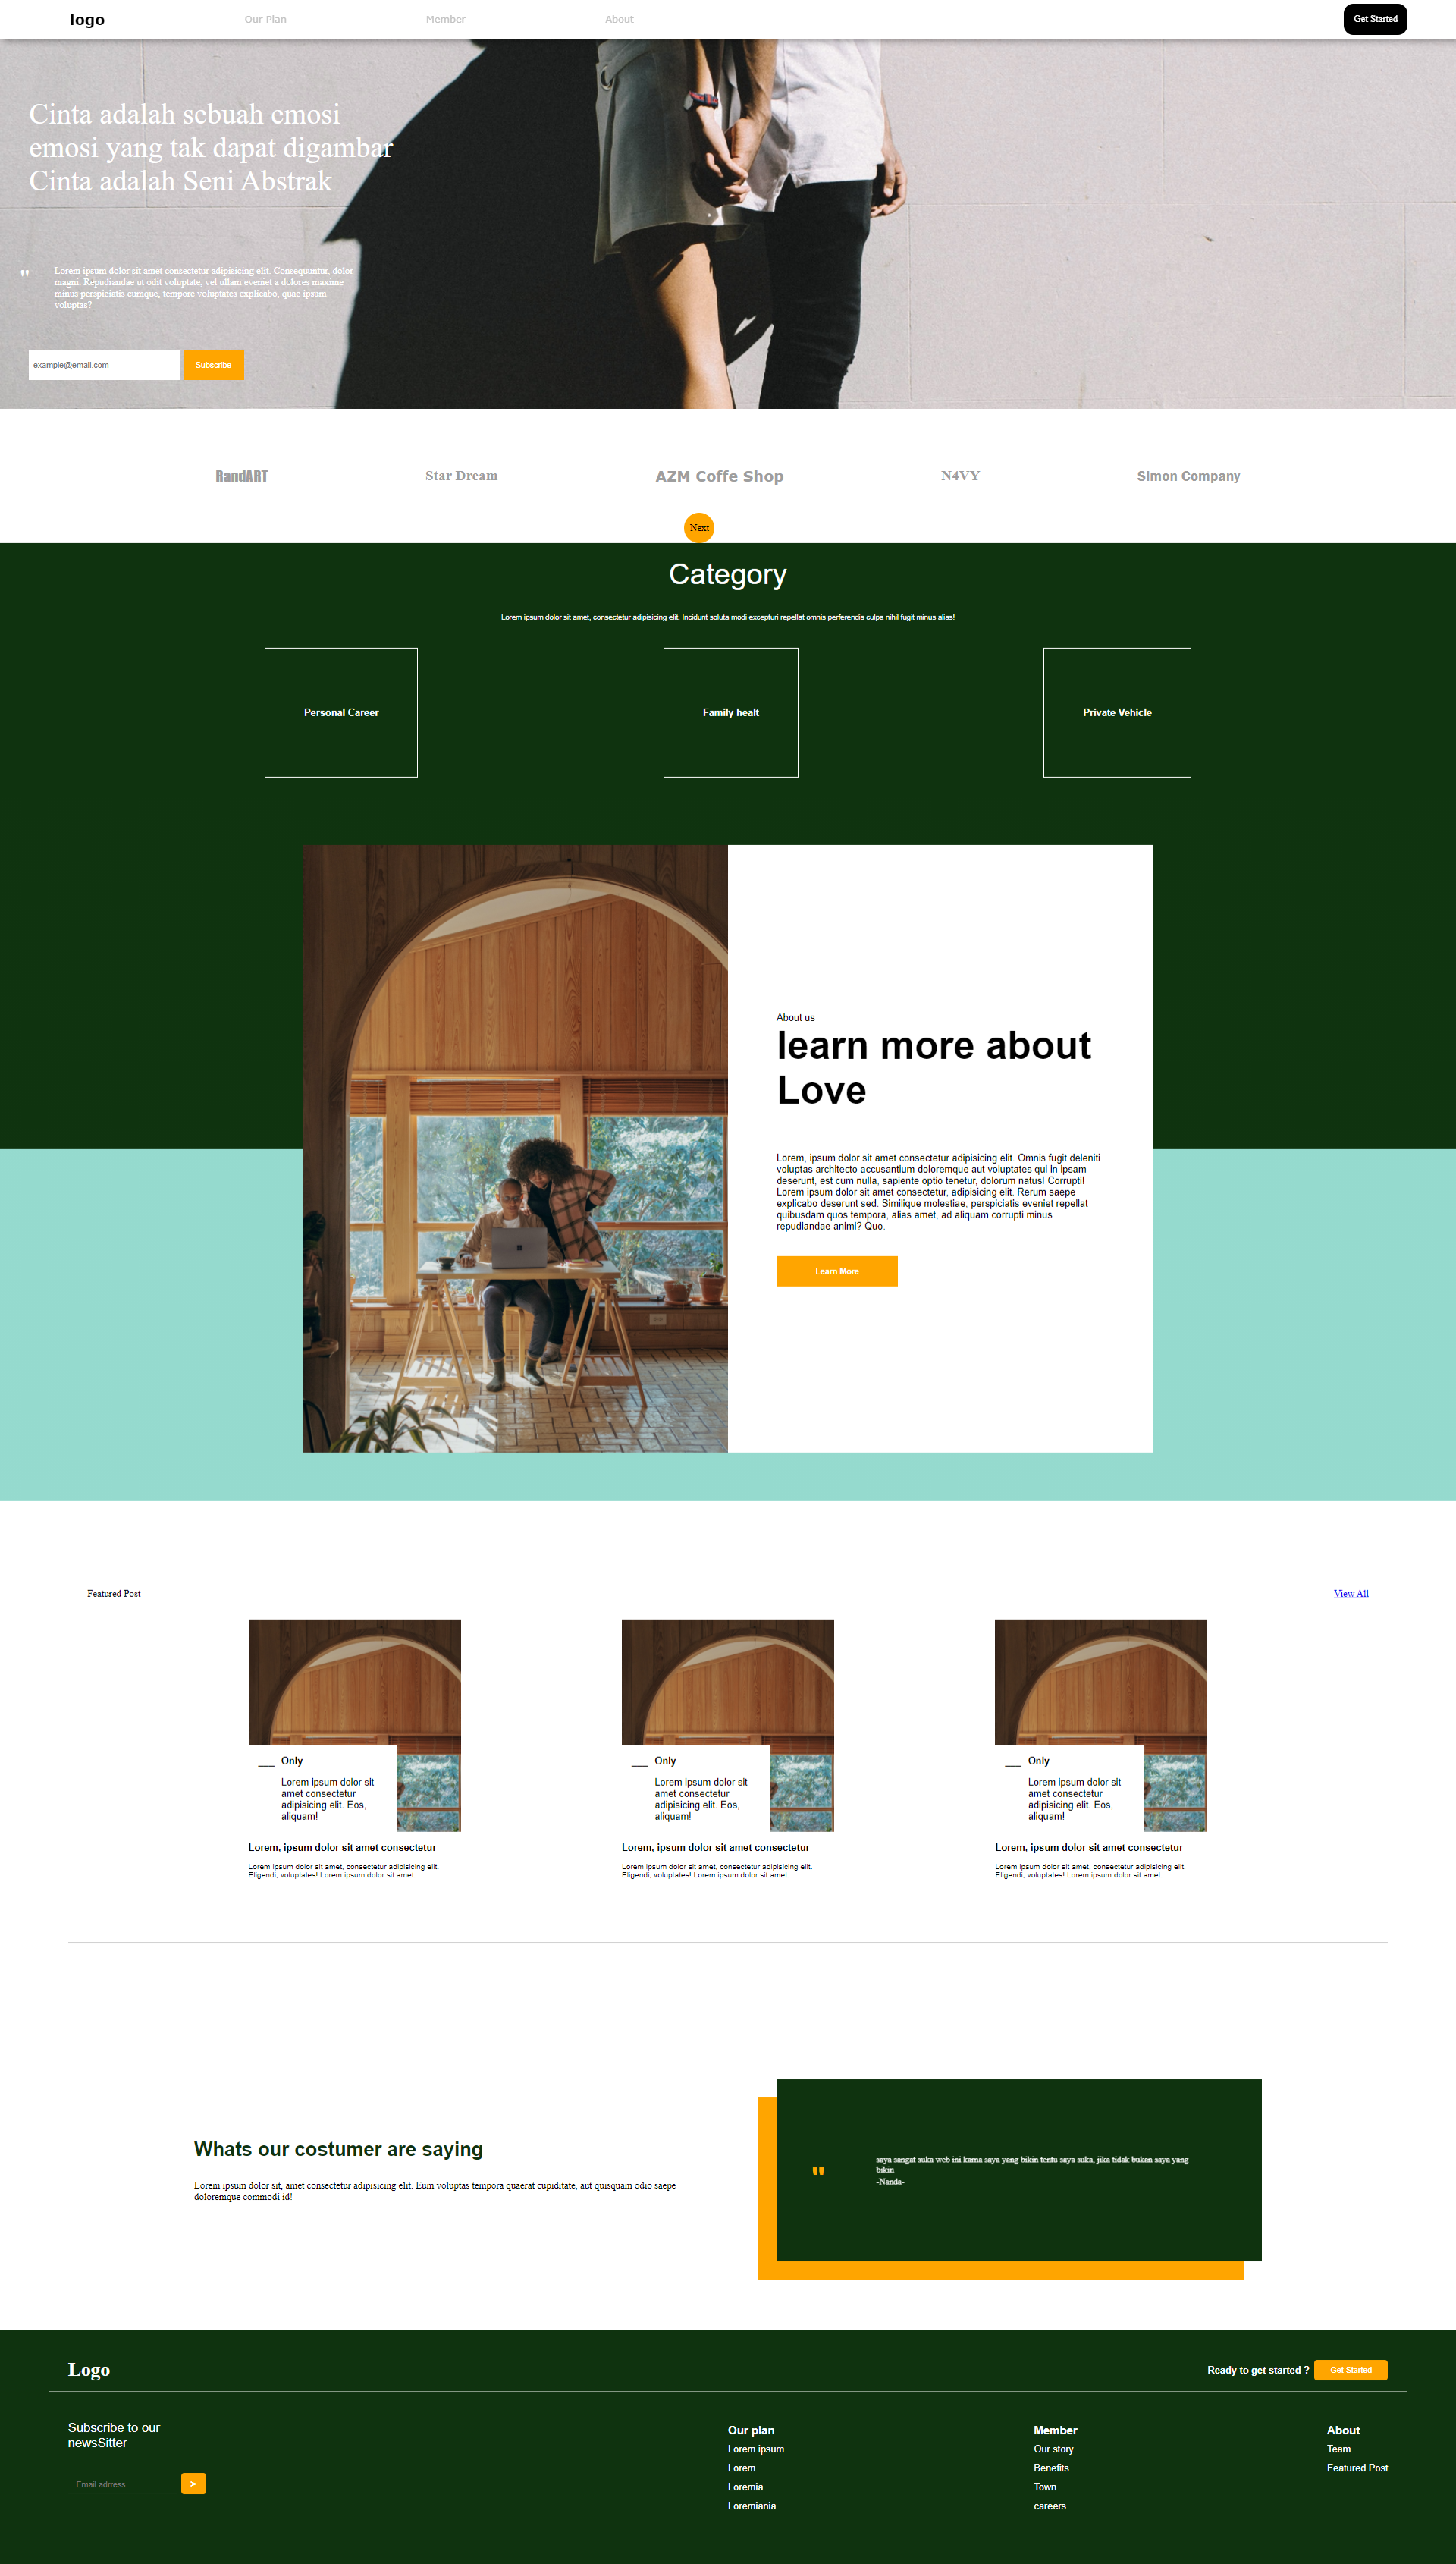 logo
Our Plan
Member
About
Get Started
Cinta adalah sebuah emosi
emosi yang tak dapat digambar
Cinta adalah Seni Abstrak
"
Lorem ipsum dolor sit amet consectetur adipisicing elit. Consequuntur, dolor
magni. Repudiandae ut odit voluptate, vel ullam eveniet a dolores maxime
minus perspiciatis cumque, tempore voluptates explicabo, quae ipsum
voluptas?
example@email.com
Subscribe
RandART
Star Dream
AZM Coffe Shop
N4VY
Simon Company
Next
Category
Lorem ipsum dolor sit amet, consectetur adipisicing elit. Incidunt soluta modi excepturi repellat omnis perferendis culpa nihil fugit minus alias!
Personal Career
Family healt
Private Vehicle
About us
learn more about
Love
Lorem, ipsum dolor sit amet consectetur adipisicing elit. Omnis fugit deleniti
voluptas architecto accusantium doloremque aut voluptates qui in ipsam
deserunt, est cum nulla, sapiente optio tenetur, dolorum natus! Corrupti!
Lorem ipsum dolor sit amet consectetur, adipisicing elit. Rerum saepe
explicabo deserunt sed. Similique molestiae, perspiciatis eveniet repellat
quibusdam quos tempora, alias amet, ad aliquam corrupti minus
repudiandae animi? Quo.
Learn More
Featured Post
View All
___ Only
Lorem ipsum dolor sit
amet consectetur
adipisicing elit. Eos,
aliquam!
Lorem, ipsum dolor sit amet consectetur
Lorem ipsum dolor sit amet, consectetur adipisicing elit.
Eligendi, voluptates! Lorem ipsum dolor sit amet.
___ Only
Lorem ipsum dolor sit
amet consectetur
adipisicing elit. Eos,
aliquam!
Lorem, ipsum dolor sit amet consectetur
Lorem ipsum dolor sit amet, consectetur adipisicing elit.
Eligendi, voluptates! Lorem ipsum dolor sit amet.
___ Only
Lorem ipsum dolor sit
amet consectetur
adipisicing elit. Eos,
aliquam!
Lorem, ipsum dolor sit amet consectetur
Lorem ipsum dolor sit amet, consectetur adipisicing elit.
Eligendi, voluptates! Lorem ipsum dolor sit amet.
Whats our costumer are saying
Lorem ipsum dolor sit, amet consectetur adipisicing elit. Eum voluptas tempora quaerat cupiditate, aut quisquam odio saepe
doloremque commodi id!
"
saya sangat suka web ini karna saya yang bikin tentu saya suka, jika tidak bukan saya yang
bikin
-Nanda-
Logo
Ready to get started ?
Get Started
Subscribe to our
newsSitter
Email adrress
>
Our plan
Lorem ipsum
Lorem
Loremia
Loremiania
Member
Our story
Benefits
Town
careers
About
Team
Featured Post